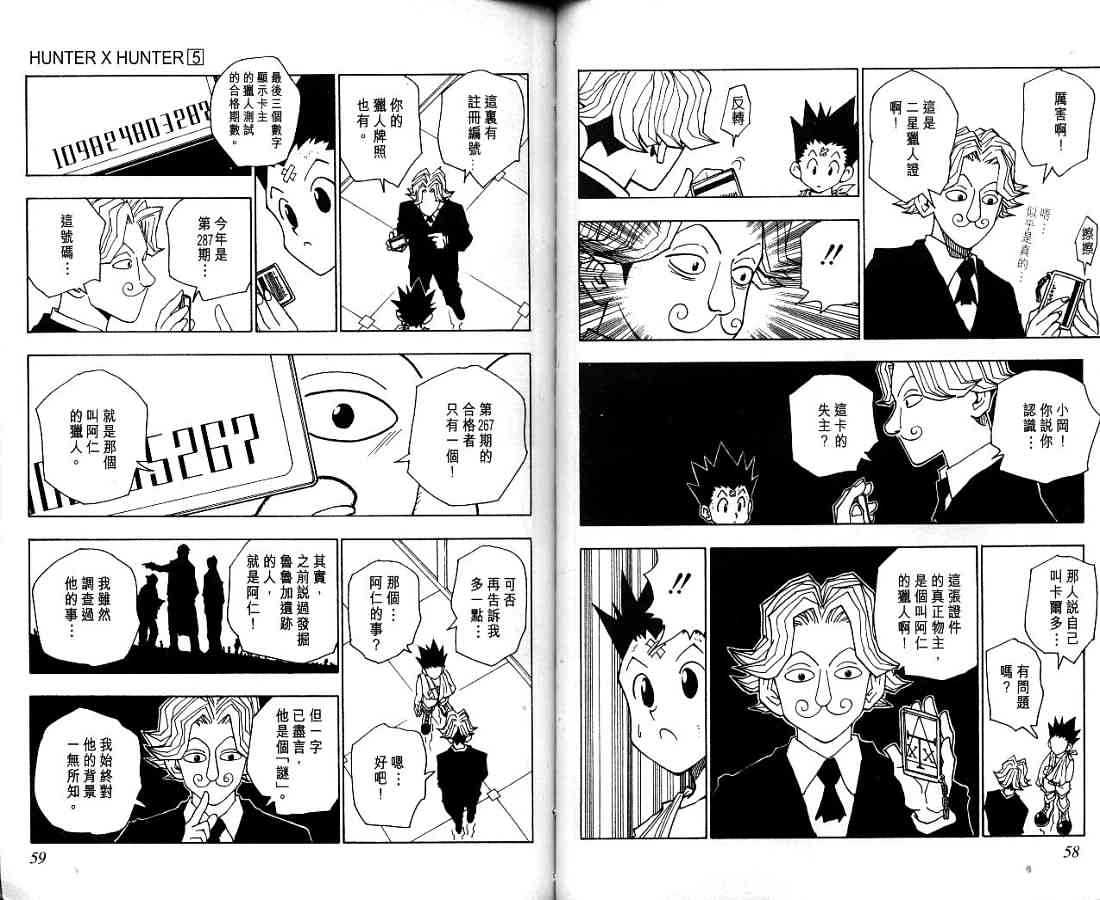 厲害啊！
這是
二星獵人證
啊！
唔…
似乎是真的…
擦擦
反轉
!!
小岡！
你說你
認識…
這卡的
失主？
那人說自己
叫卡爾多…
有問題
嗎？
這張證件
的真正物主，
是個叫阿仁
的獵人啊！
!!
58
HUNTER X HUNTER 5
這裏有
註冊編號…
你的
獵人牌照
也有。
最後三個數字
顯示卡主
的獵人測試
的合格期數。
10982480328​2
今年是
第287期…
這號碼…
第267期的
合格者
只有一個！
5267
就是那個
叫阿仁
的獵人。
可否
再告訴我
多一點…
那個…
阿仁的事？
嗯…
好吧！
其實，
之前說過發掘
魯魯加遺跡
的人，
就是阿仁！
我雖然
調查過
他的事…
但一字
已盡言，
他是個「謎」。
我始終對
他的背景
一無所知。
59